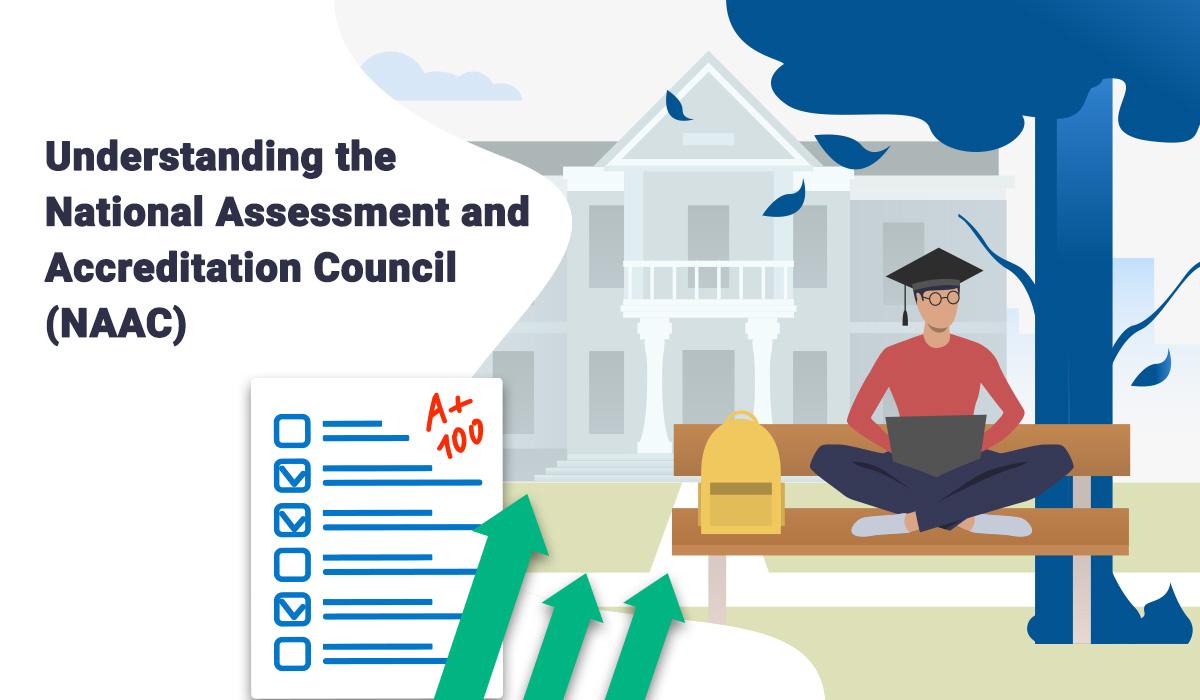 Understanding the
National Assessment and
Accreditation Council
(NAAC)
A+
100